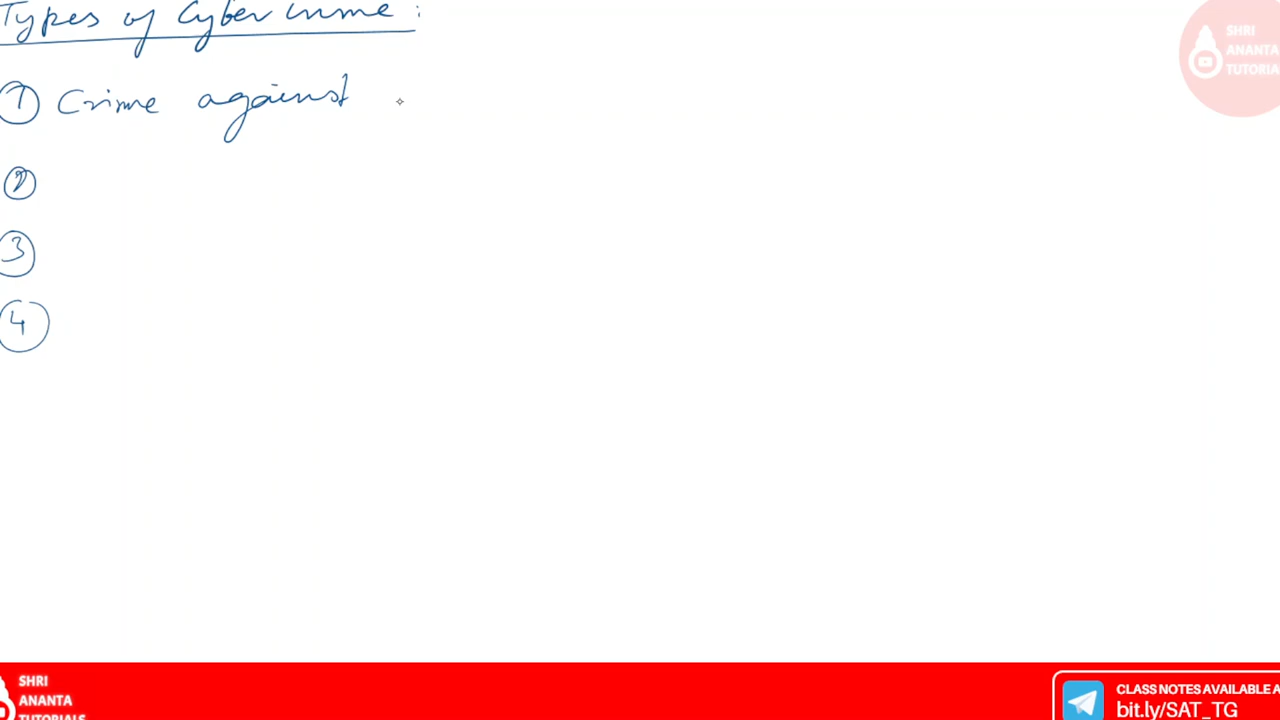 Types of Cyber Crime :
① Crime against
②
③
④
SHRI
ANANTA
TUTORIALS
SHRI
ANANTA
TUTORIALS
CLASS NOTES AVAILABLE A
bit.ly/SAT_TG